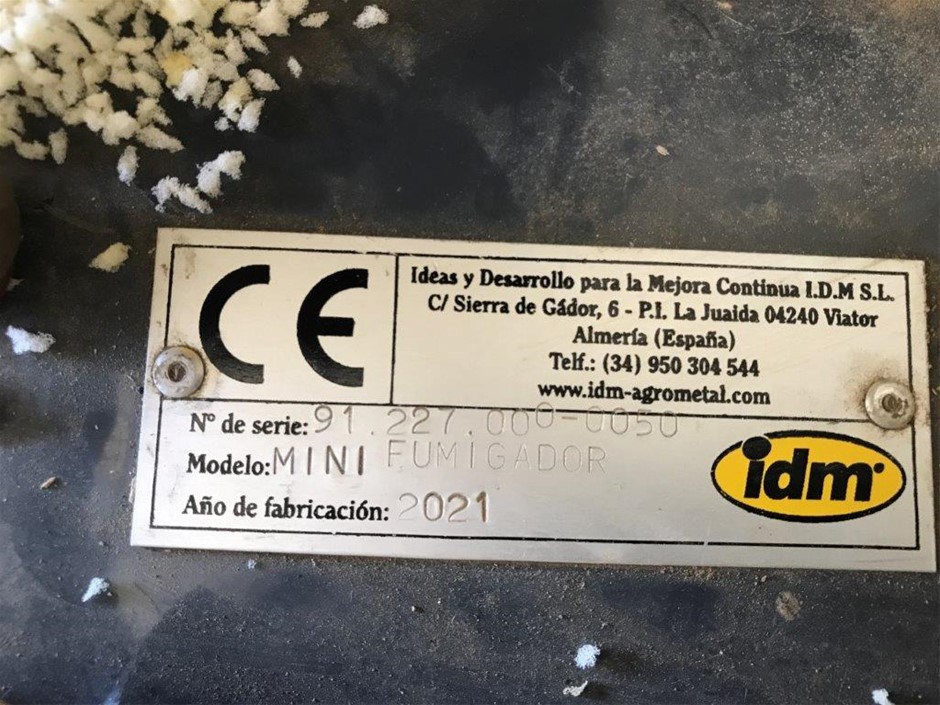 CE
Ideas y Desarrollo para la Mejora Continua I.D.M S.L.
C/ Sierra de Gádor, 6 - P.I. La Juaida 04240 Viator
Almería (España)
Telf.: (34) 950 304 544
www.idm-agrometal.com
Nº de serie: 91.227.000-0050
Modelo: MINI FUMIGADOR
Año de fabricación: 2021
idm